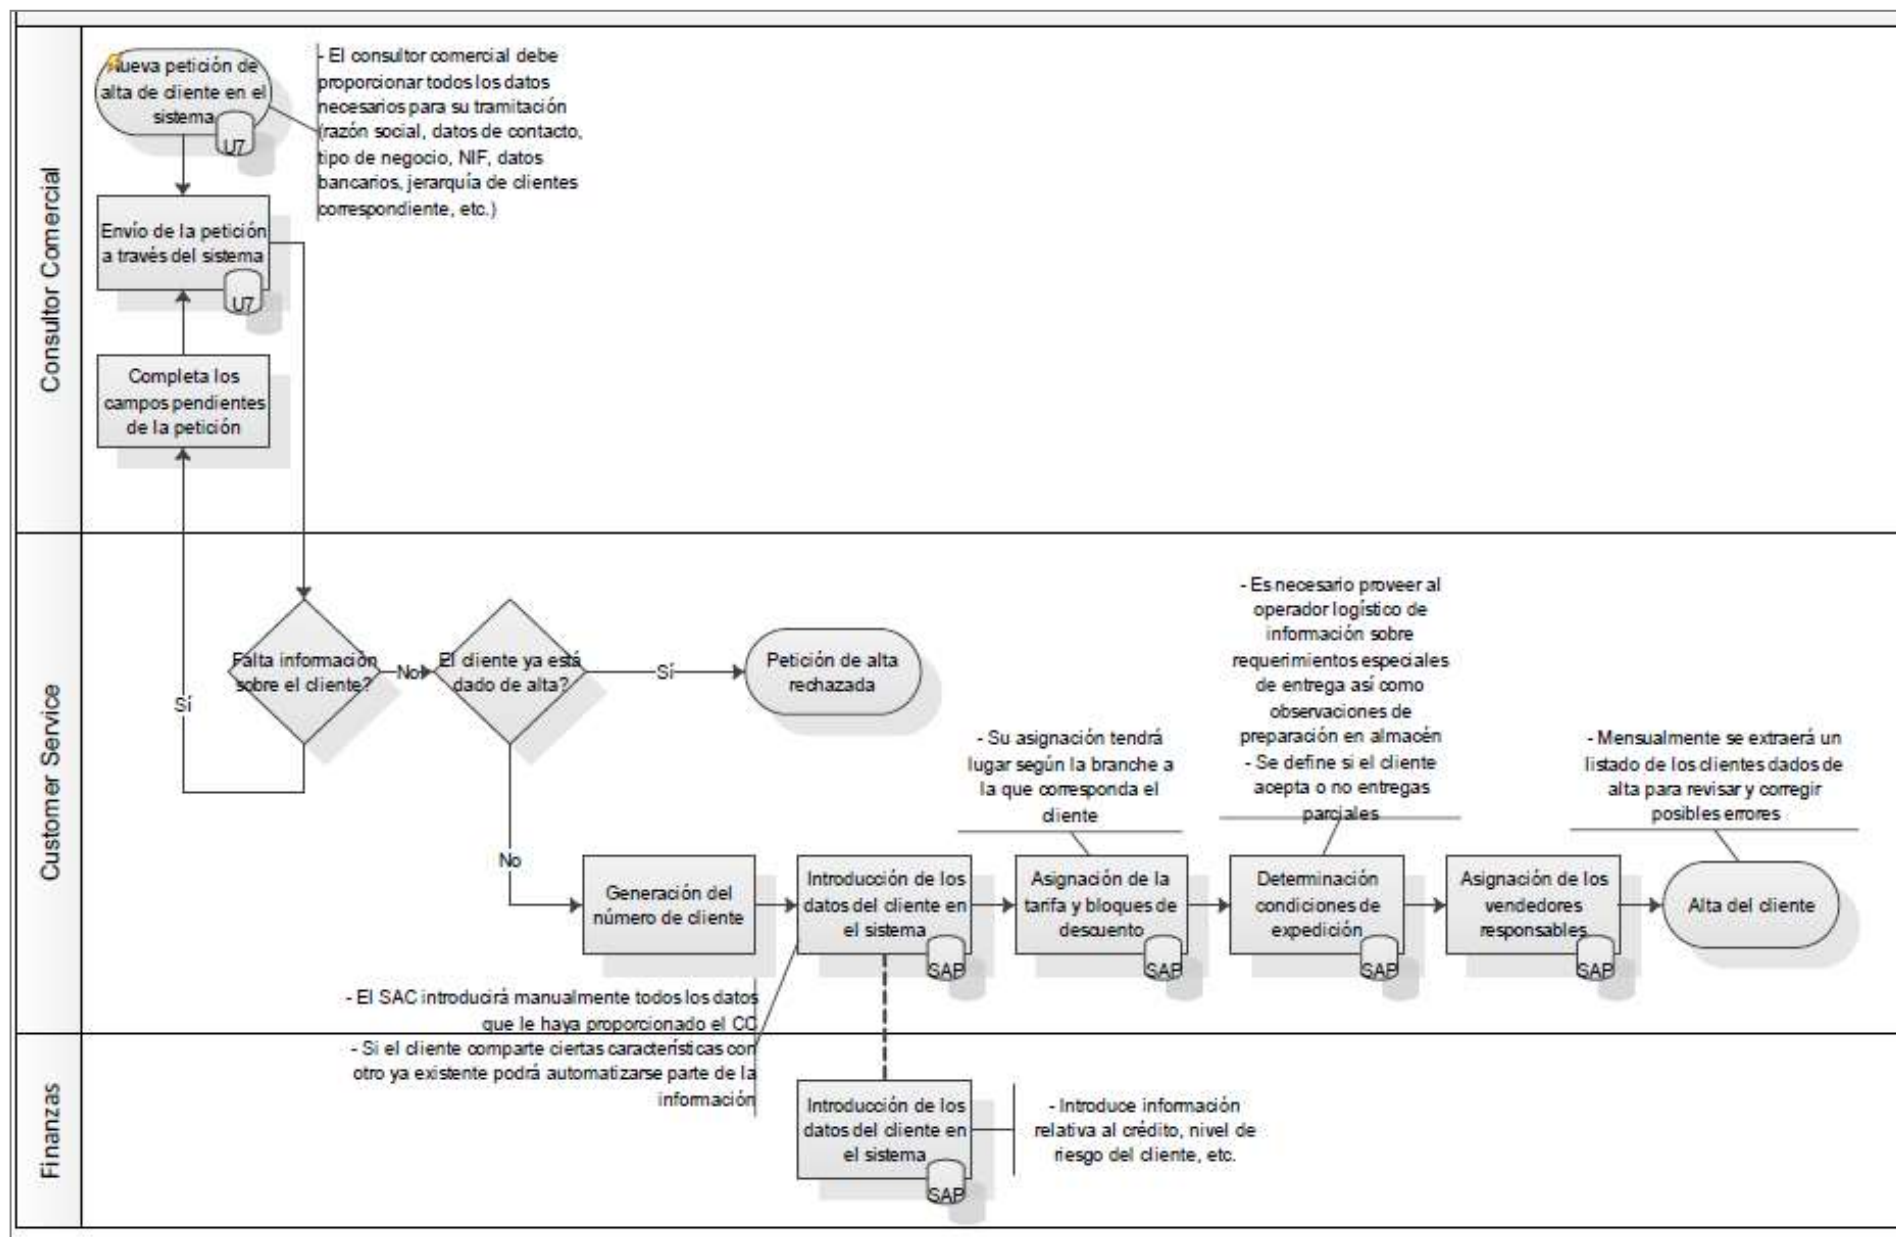 Consultor Comercial
Nueva petición de
alta de cliente en el
sistema
U7
- El consultor comercial debe
proporcionar todos los datos
necesarios para su tramitación
(razón social, datos de contacto,
tipo de negocio, NIF, datos
bancarios, jerarquía de clientes
correspondiente, etc.)
Envío de la petición
a través del sistema
U7
Completa los
campos pendientes
de la petición
Customer Service
Sí
Falta información
sobre el cliente?
No
El cliente ya está
dado de alta?
Sí
Petición de alta
rechazada
No
Generación del
número de cliente
Introducción de los
datos del cliente en
el sistema
SAP
- El SAC introducirá manualmente todos los datos
que le haya proporcionado el CC
- Si el cliente comparte ciertas características con
otro ya existente podrá automatizarse parte de la
información
- Su asignación tendrá
lugar según la branche a
la que corresponda el
cliente
Asignación de la
tarifa y bloques de
descuento
SAP
- Es necesario proveer al
operador logístico de
información sobre
requerimientos especiales
de entrega así como
observaciones de
preparación en almacén
- Se define si el cliente
acepta o no entregas
parciales
Determinación
condiciones de
expedición
SAP
Asignación de los
vendedores
responsables
SAP
- Mensualmente se extraerá un
listado de los clientes dados de
alta para revisar y corregir
posibles errores
Alta del cliente
Finanzas
Introducción de los
datos del cliente en
el sistema
SAP
- Introduce información
relativa al crédito, nivel de
riesgo del cliente, etc.